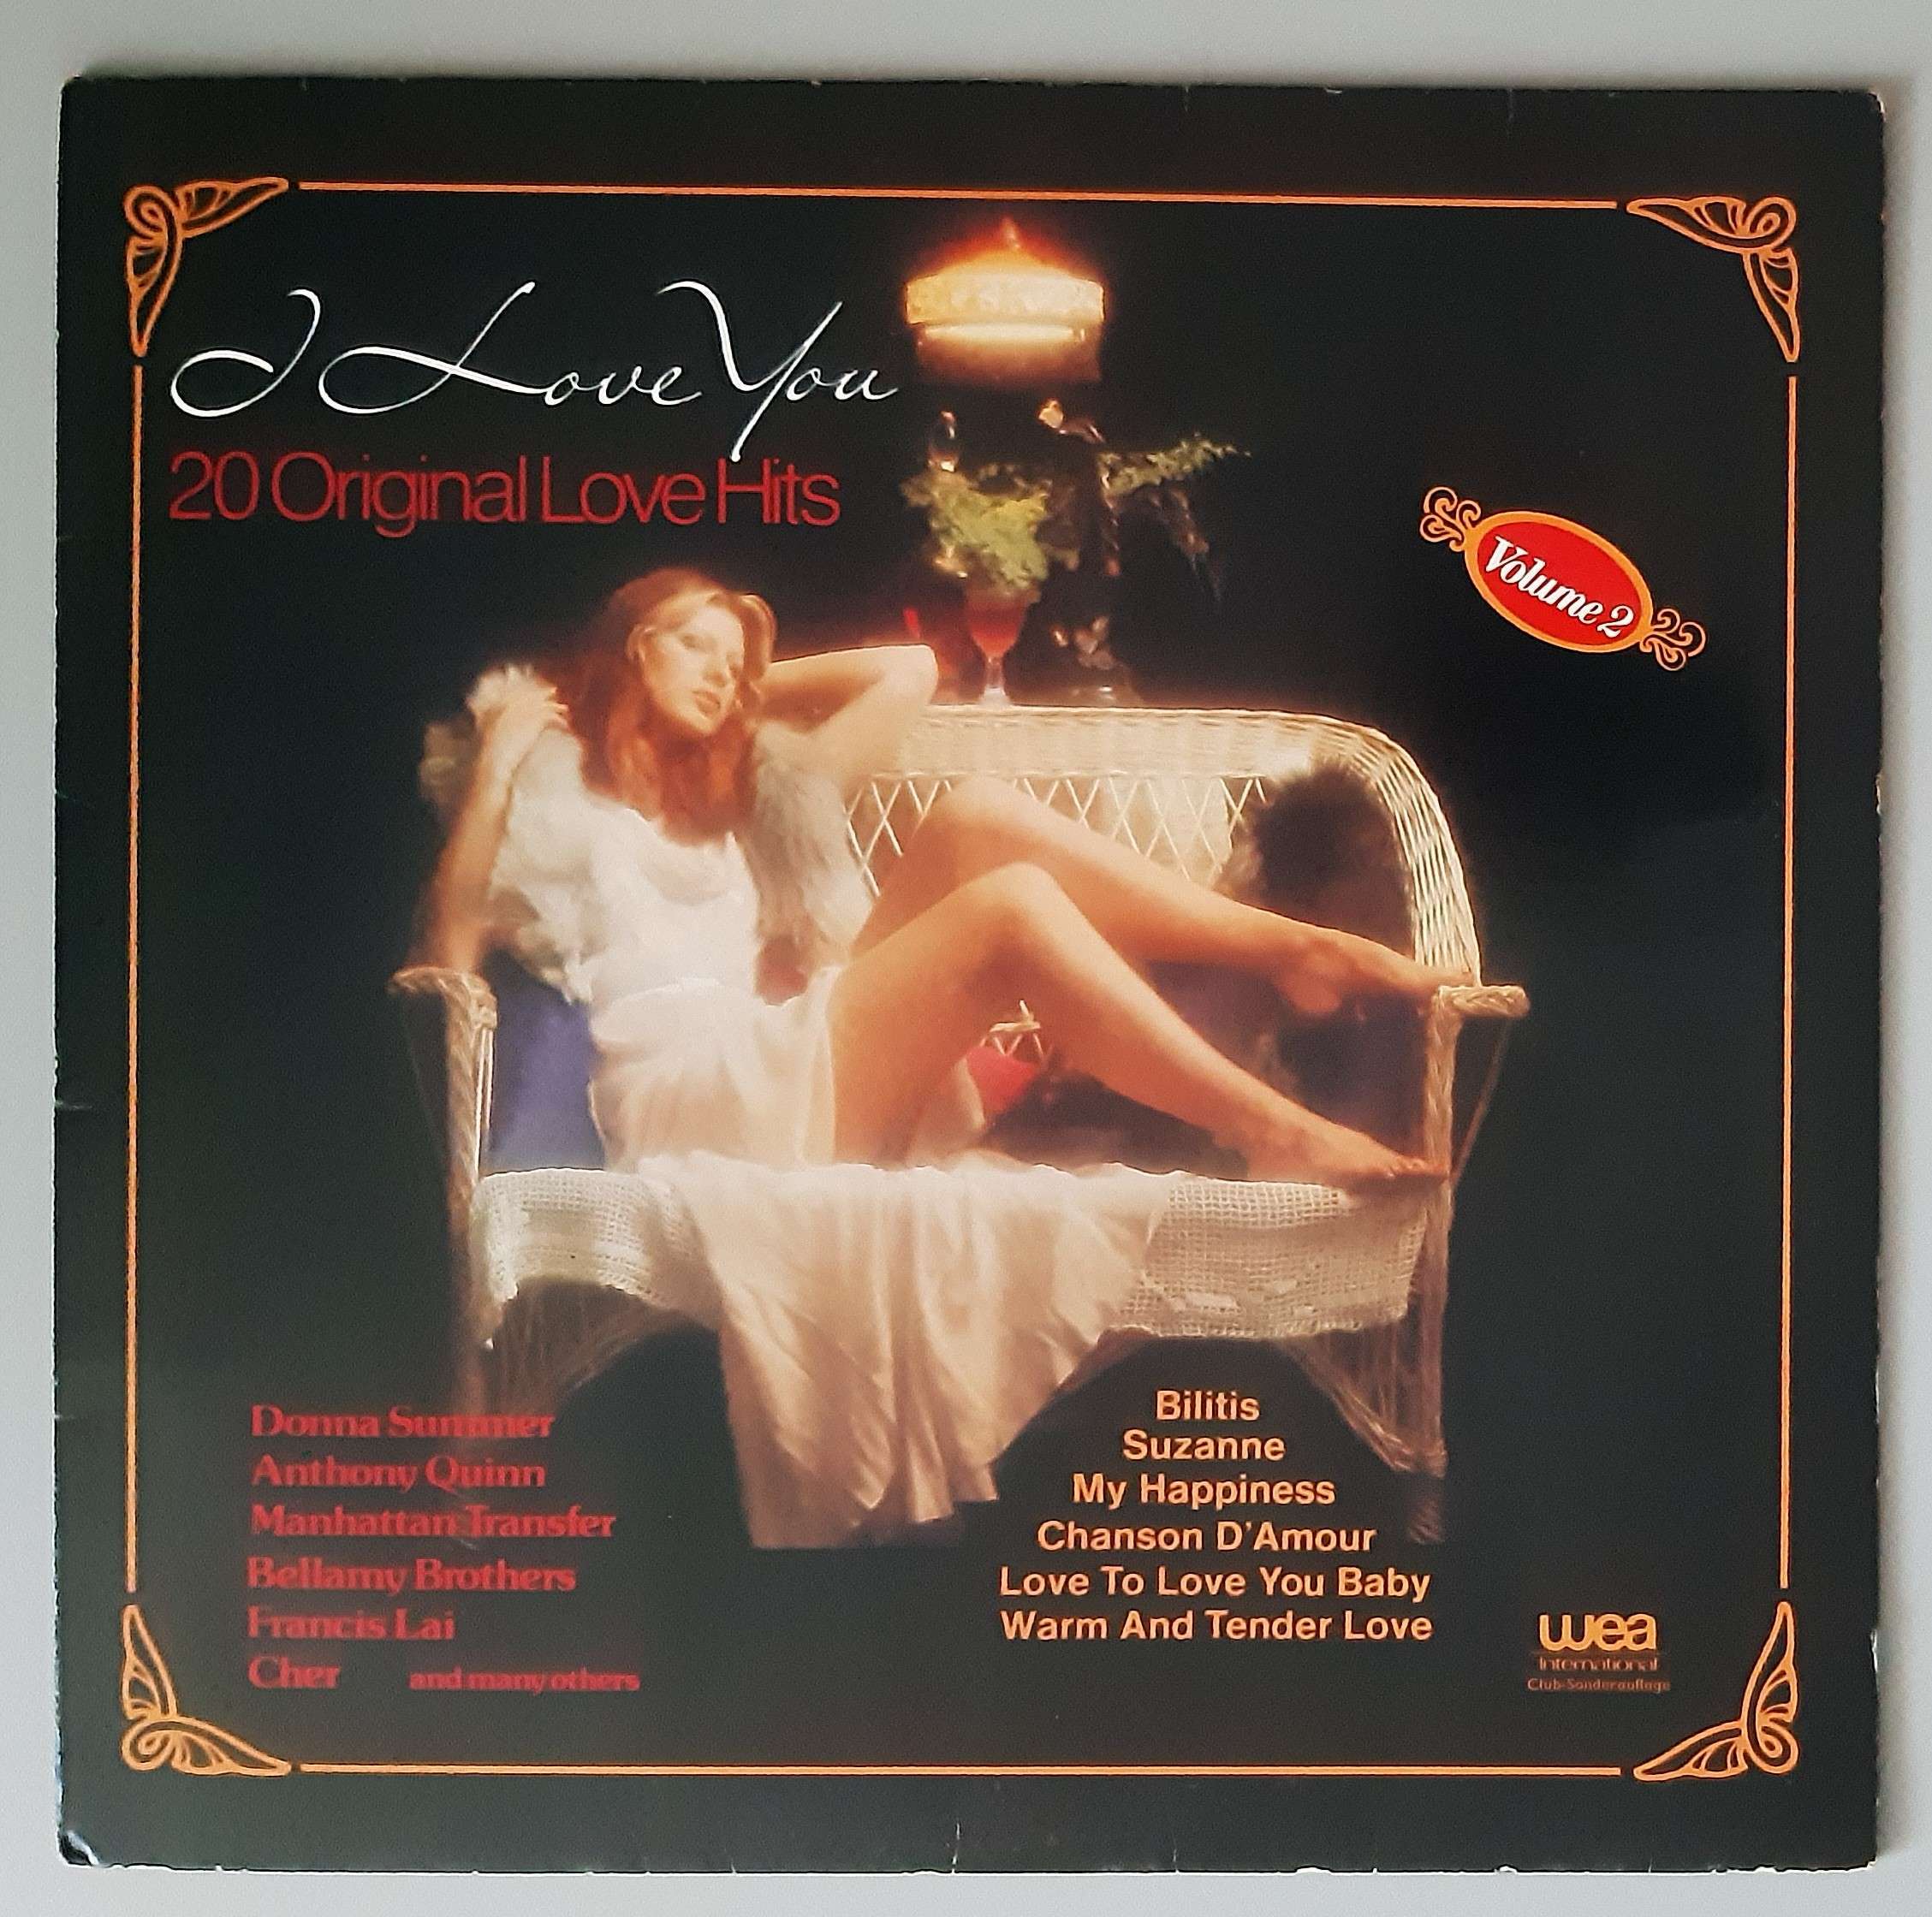 I Love You
20 Original Love Hits
Volume 2
Donna Summer
Anthony Quinn
Manhattan Transfer
Bellamy Brothers
Francis Lai
Cher and many others
Bilitis
Suzanne
My Happiness
Chanson D'Amour
Love To Love You Baby
Warm And Tender Love
wea
International
Club-Sonderauflage